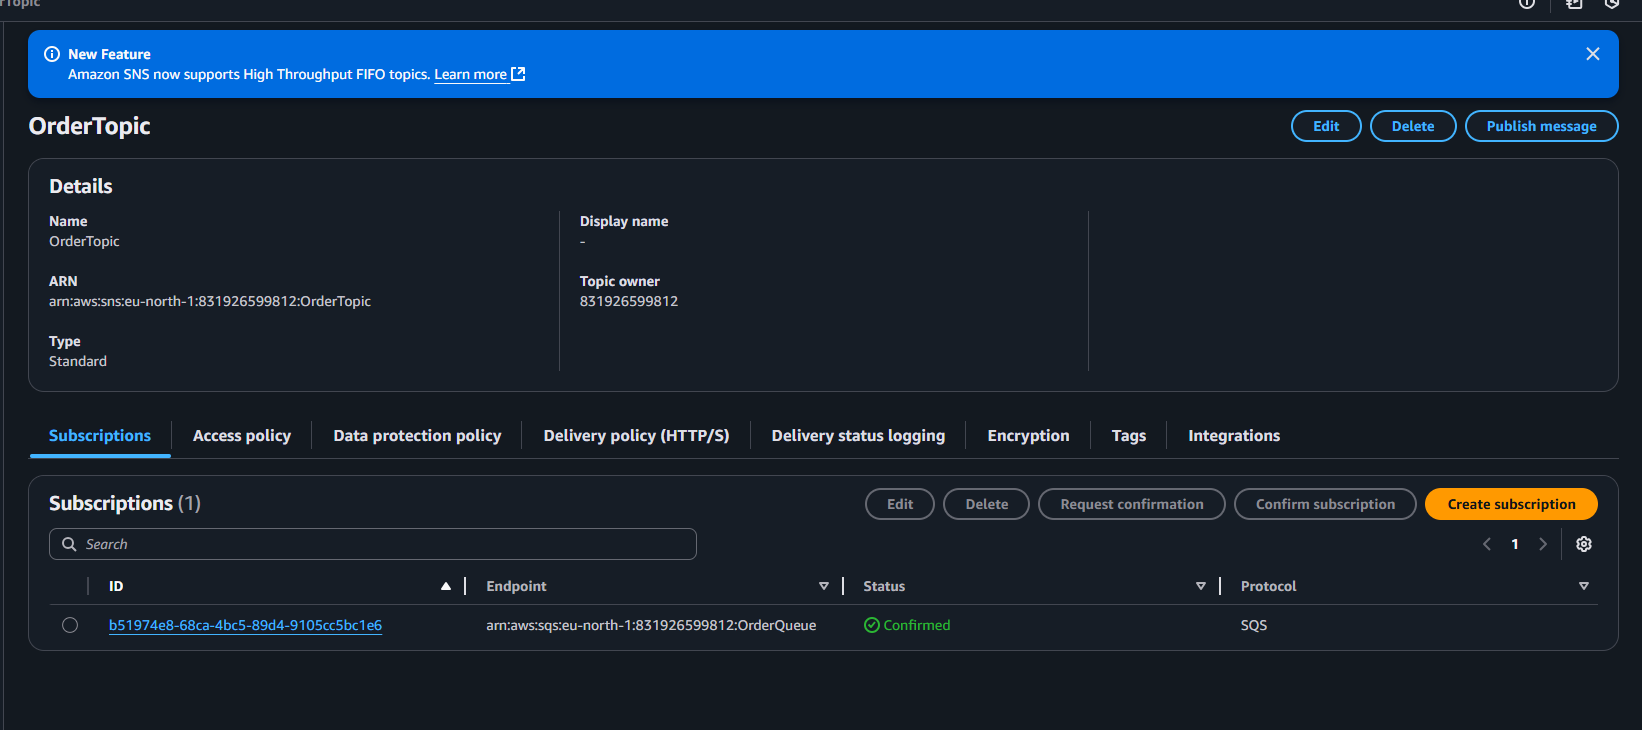 rTopic
New Feature
Amazon SNS now supports High Throughput FIFO topics. Learn more
OrderTopic
Edit
Delete
Publish message
Details
Name
OrderTopic
Display name
-
ARN
arn:aws:sns:eu-north-1:831926599812:OrderTopic
Topic owner
831926599812
Type
Standard
Subscriptions
Access policy
Data protection policy
Delivery policy (HTTP/S)
Delivery status logging
Encryption
Tags
Integrations
Subscriptions (1)
Edit
Delete
Request confirmation
Confirm subscription
Create subscription
Search
1
ID
Endpoint
Status
Protocol
b51974e8-68ca-4bc5-89d4-9105cc5bc1e6
arn:aws:sqs:eu-north-1:831926599812:OrderQueue
Confirmed
SQS